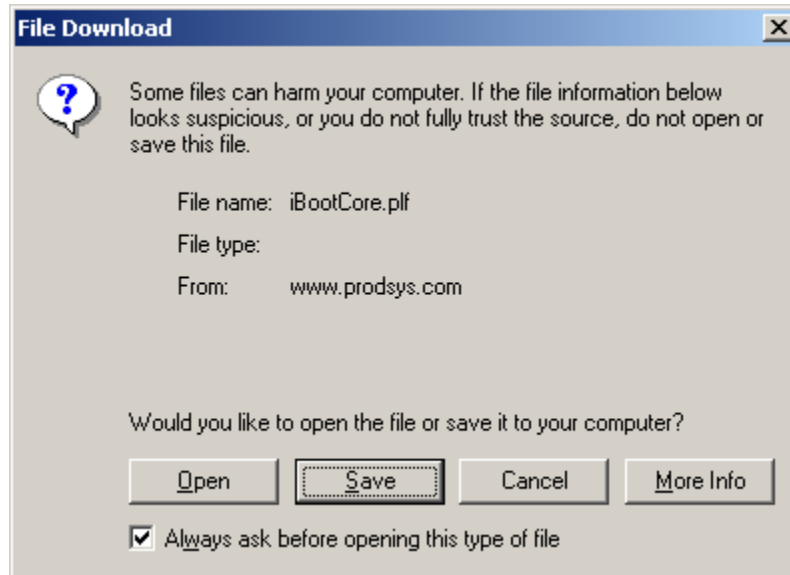 File Download
Some files can harm your computer. If the file information below
looks suspicious, or you do not fully trust the source, do not open or
save this file.
File name: iBootCore.plf
File type:
From: www.prodsys.com
Would you like to open the file or save it to your computer?
Open Save Cancel More Info
Always ask before opening this type of file